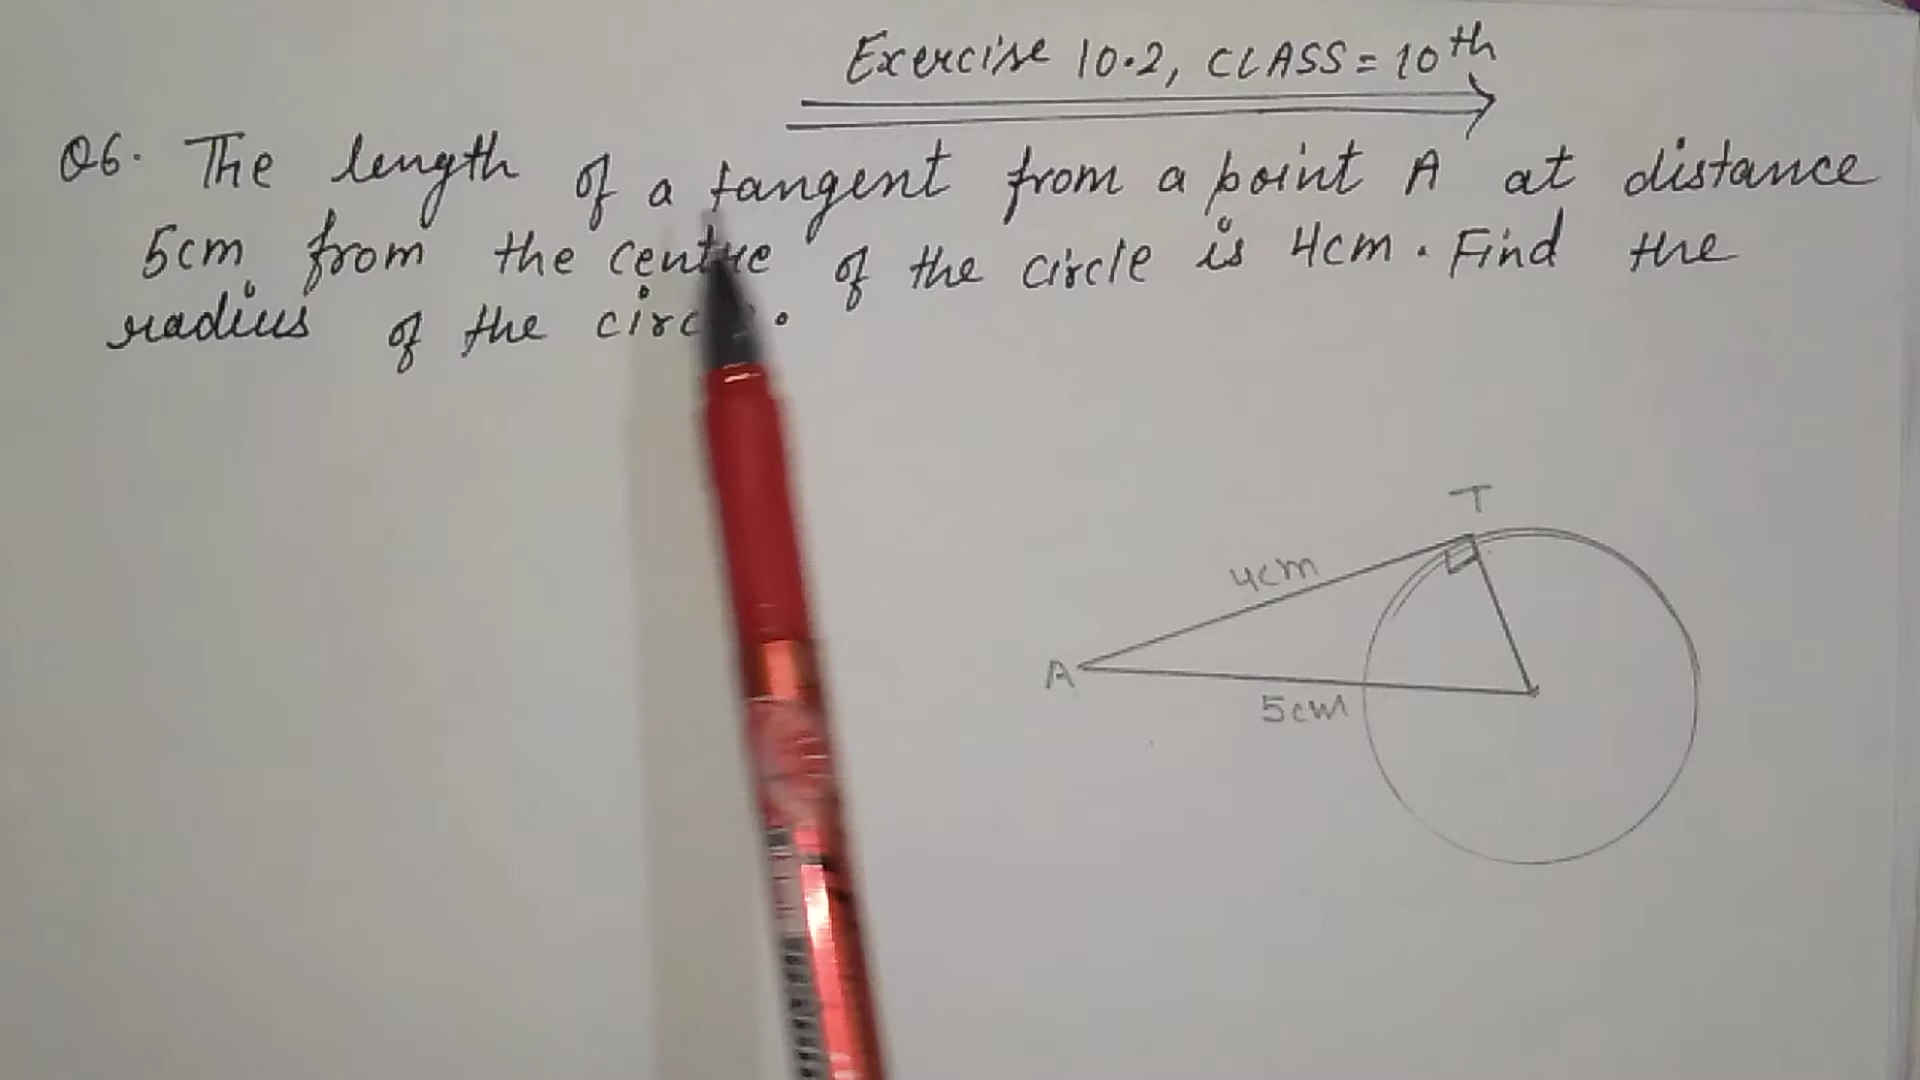 Exercise 10.2, CLASS = 10th
Q6. The length of a tangent from a point A at distance
5cm from the centre of the circle is 4cm. Find the
radius of the .
T
4cm
A
5cm